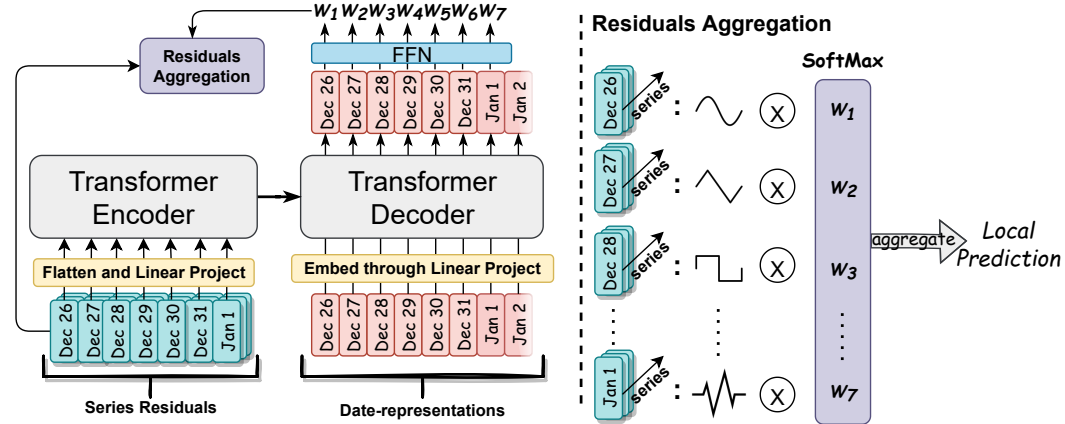 W1 W2 W3 W4 W5 W6 W7
Residuals
Aggregation
FFN
Dec 26
Dec 27
Dec 28
Dec 29
Dec 30
Dec 31
Jan 1
Jan 2
Transformer
Encoder
Transformer
Decoder
Flatten and Linear Project
Embed through Linear Project
Dec 26
Dec 27
Dec 28
Dec 29
Dec 30
Dec 31
Jan 1
Dec 26
Dec 27
Dec 28
Dec 29
Dec 30
Dec 31
Jan 1
Jan 2
Series Residuals
Date-representations
Residuals Aggregation
SoftMax
Dec 26 series : X W1
Dec 27 series : X W2
Dec 28 series : X W3
Jan 1 series : X W7
aggregate
Local
Prediction